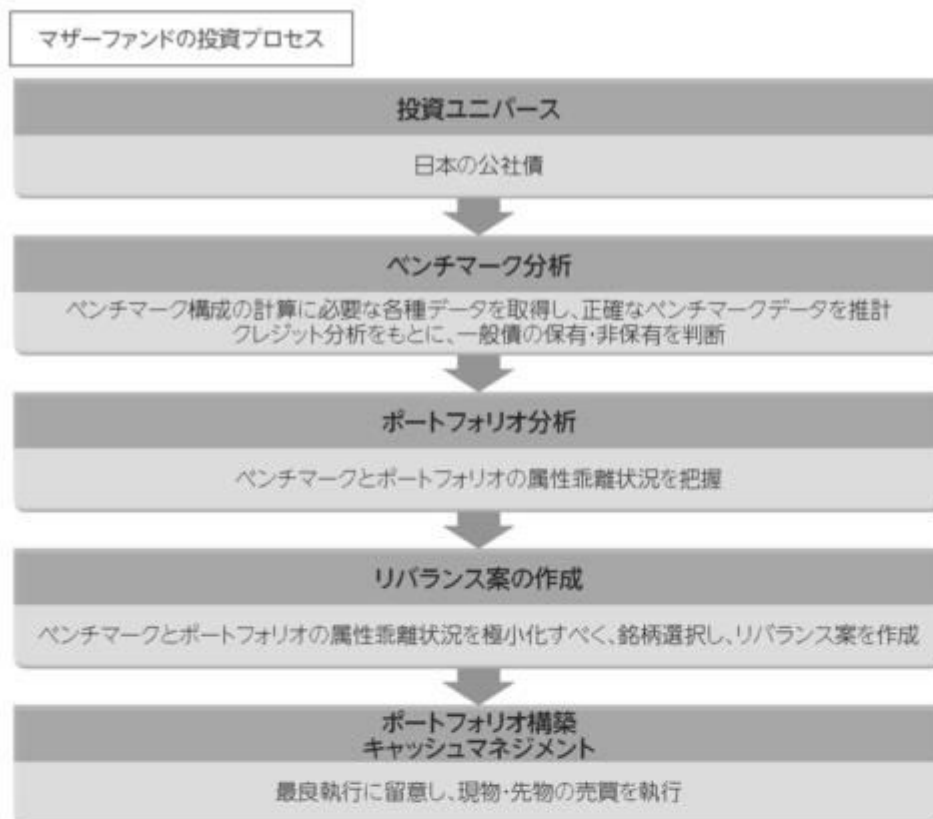 マザーファンドの投資プロセス
投資ユニバース
日本の公社債
ベンチマーク分析
ベンチマーク構成の計算に必要な各種データを取得し、正確なベンチマークデータを推計
クレジット分析をもとに、一般債の保有・非保有を判断
ポートフォリオ分析
ベンチマークとポートフォリオの属性乖離状況を把握
リバランス案の作成
ベンチマークとポートフォリオの属性乖離状況を極小化すべく、銘柄選択し、リバランス案を作成
ポートフォリオ構築
キャッシュマネジメント
最良執行に留意し、現物・先物の売買を執行